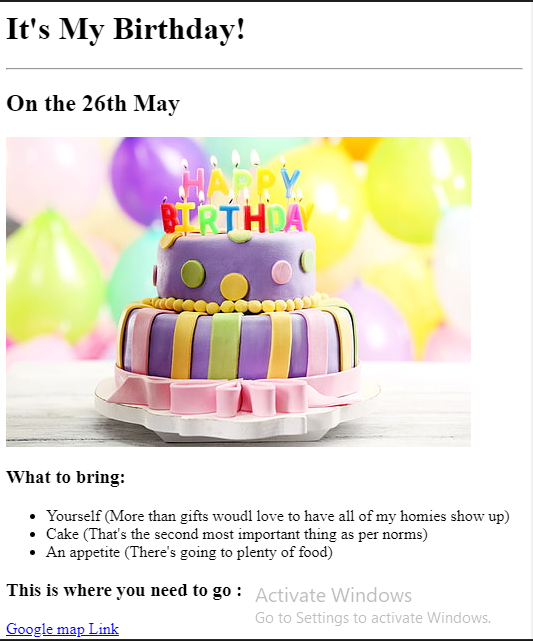 It's My Birthday!
On the 26th May
HAPPY
BIRTHDAY
What to bring:
Yourself (More than gifts woudl love to have all of my homies show up)
Cake (That's the second most important thing as per norms)
An appetite (There's going to plenty of food)
This is where you need to go :
Activate Windows
Go to Settings to activate Windows.
Google map Link